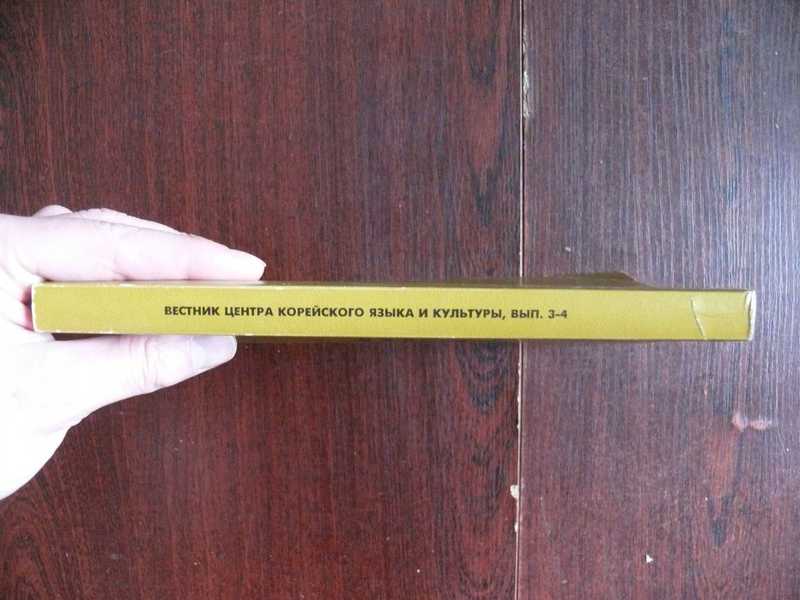 ВЕСТНИК ЦЕНТРА КОРЕЙСКОГО ЯЗЫКА И КУЛЬТУРЫ, ВЫП. 3-4